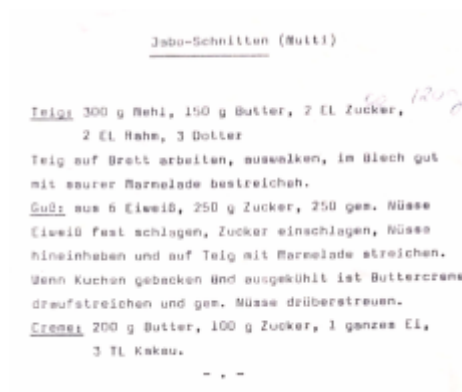 Jabo-Schnitten (Mutti)
Teig: 300 g Mehl, 150 g Butter, 2 EL Zucker,
2 EL Rahm, 3 Dotter
Teig auf Brett arbeiten, auswalken, im Blech gut
mit saurer Marmelade bestreichen.
Guß: aus 6 Eiweiß, 250 g Zucker, 250 gem. Nüsse
Eiweiß fest schlagen, Zucker einschlagen, Nüsse
hineinheben und auf Teig mit Marmelade streichen.
Wenn Kuchen gebacken und ausgekühlt ist Buttercreme
draufstreichen und gem. Nüsse drüberstreuen.
Creme: 200 g Butter, 100 g Zucker, 1 ganzes Ei,
3 TL Kakau.
- . -